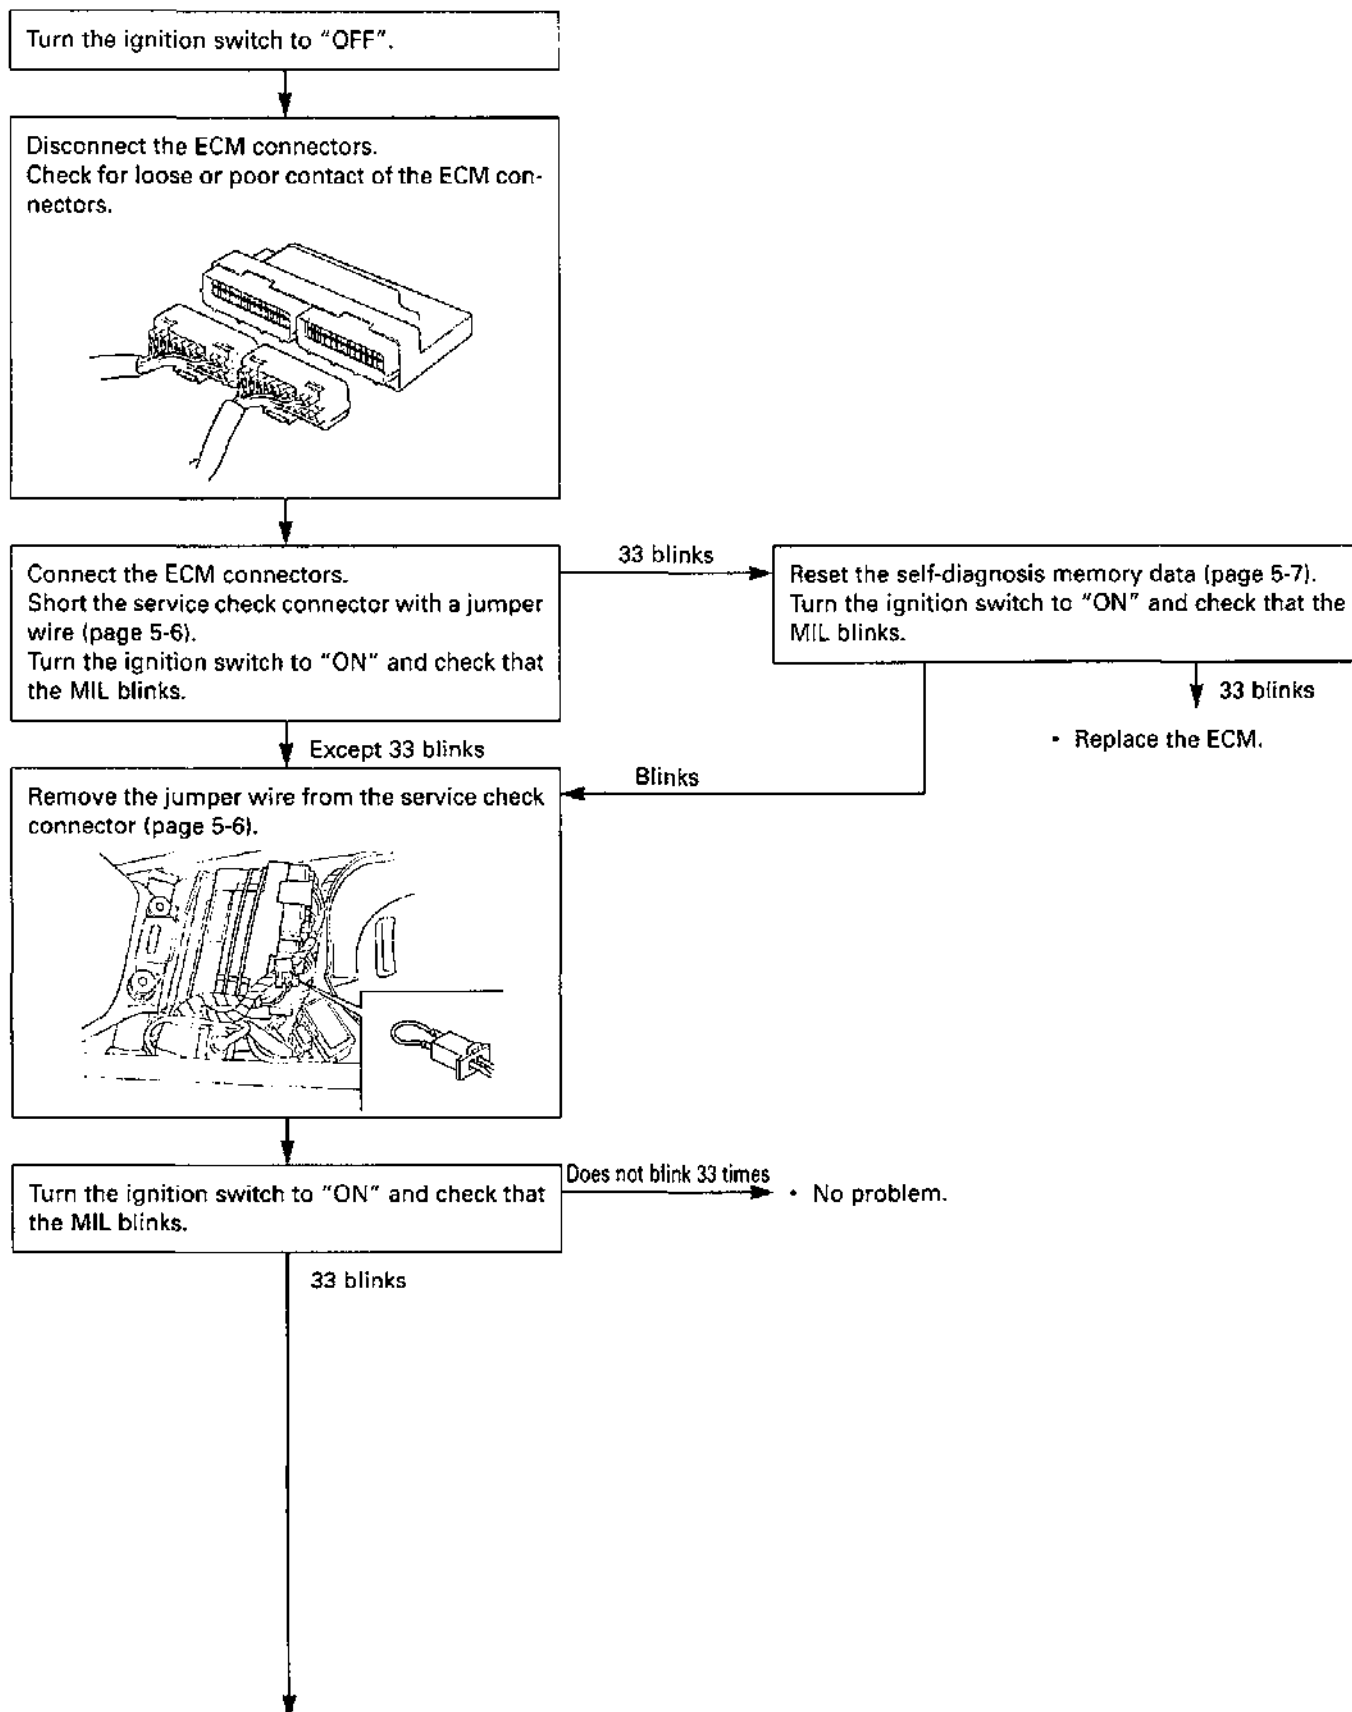 Turn the ignition switch to “OFF”.
Disconnect the ECM connectors.
Check for loose or poor contact of the ECM con-
nectors.
Connect the ECM connectors.
Short the service check connector with a jumper
wire (page 5-6).
Turn the ignition switch to “ON” and check that
the MIL blinks.
33 blinks
Reset the self-diagnosis memory data (page 5-7).
Turn the ignition switch to “ON” and check that the
MIL blinks.
33 blinks
• Replace the ECM.
Except 33 blinks
Blinks
Remove the jumper wire from the service check
connector (page 5-6).
Turn the ignition switch to “ON” and check that
the MIL blinks.
Does not blink 33 times
• No problem.
33 blinks